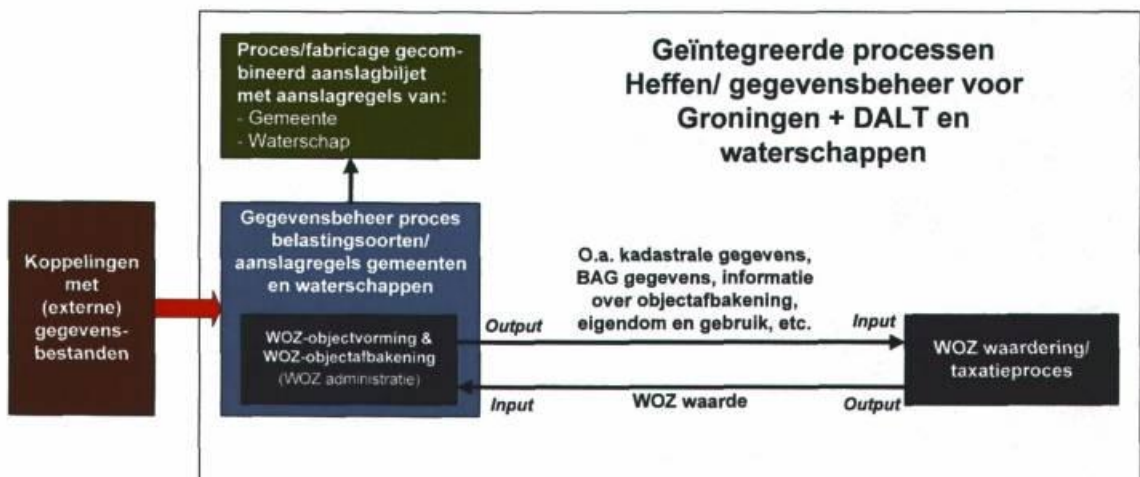 Proces/fabricage gecom-
bineerd aanslagbiljet
met aanslagregels van:
- Gemeente
- Waterschap
Geïntegreerde processen
Heffen/ gegevensbeheer voor
Groningen + DALT en
waterschappen
Koppelingen
met
(externe)
gegevens-
bestanden
Gegevensbeheer proces
belastingsoorten/
aanslagregels gemeenten
en waterschappen
WOZ-objectvorming &
WOZ-objectafbakening
(WOZ administratie)
O.a. kadastrale gegevens,
BAG gegevens, informatie
over objectafbakening,
eigendom en gebruik, etc.
Output
Input
WOZ waardering/
taxatieproces
Input
WOZ waarde
Output